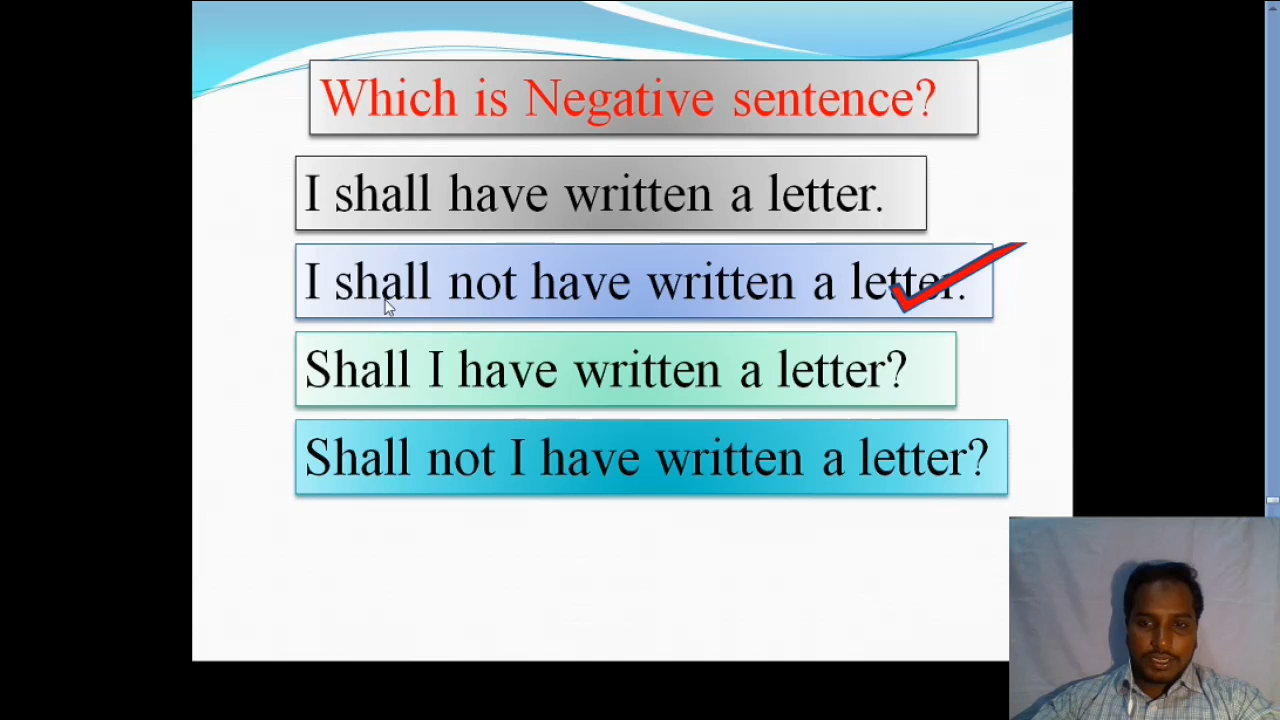 Which is Negative sentence?
I shall have written a letter.
I shall not have written a letter.
Shall I have written a letter?
Shall not I have written a letter?